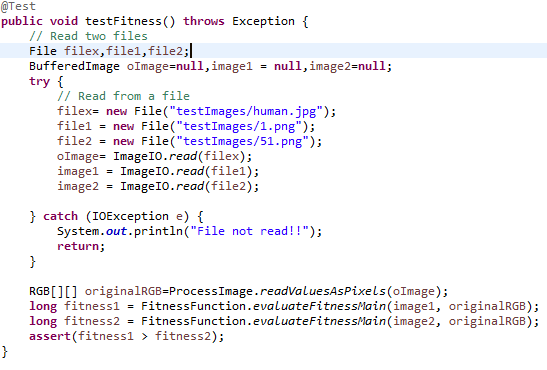 @Test
public void testFitness() throws Exception {
    // Read two files
    File filex,file1,file2;
    BufferedImage oImage=null,image1 = null,image2=null;
    try {
        // Read from a file
        filex= new File("testImages/human.jpg");
        file1 = new File("testImages/1.png");
        file2 = new File("testImages/51.png");
        oImage= ImageIO.read(filex);
        image1 = ImageIO.read(file1);
        image2 = ImageIO.read(file2);

    } catch (IOException e) {
        System.out.println("File not read!!");
        return;
    }

    RGB[][] originalRGB=ProcessImage.readValuesAsPixels(oImage);
    long fitness1 = FitnessFunction.evaluateFitnessMain(image1, originalRGB);
    long fitness2 = FitnessFunction.evaluateFitnessMain(image2, originalRGB);
    assert(fitness1 > fitness2);
}